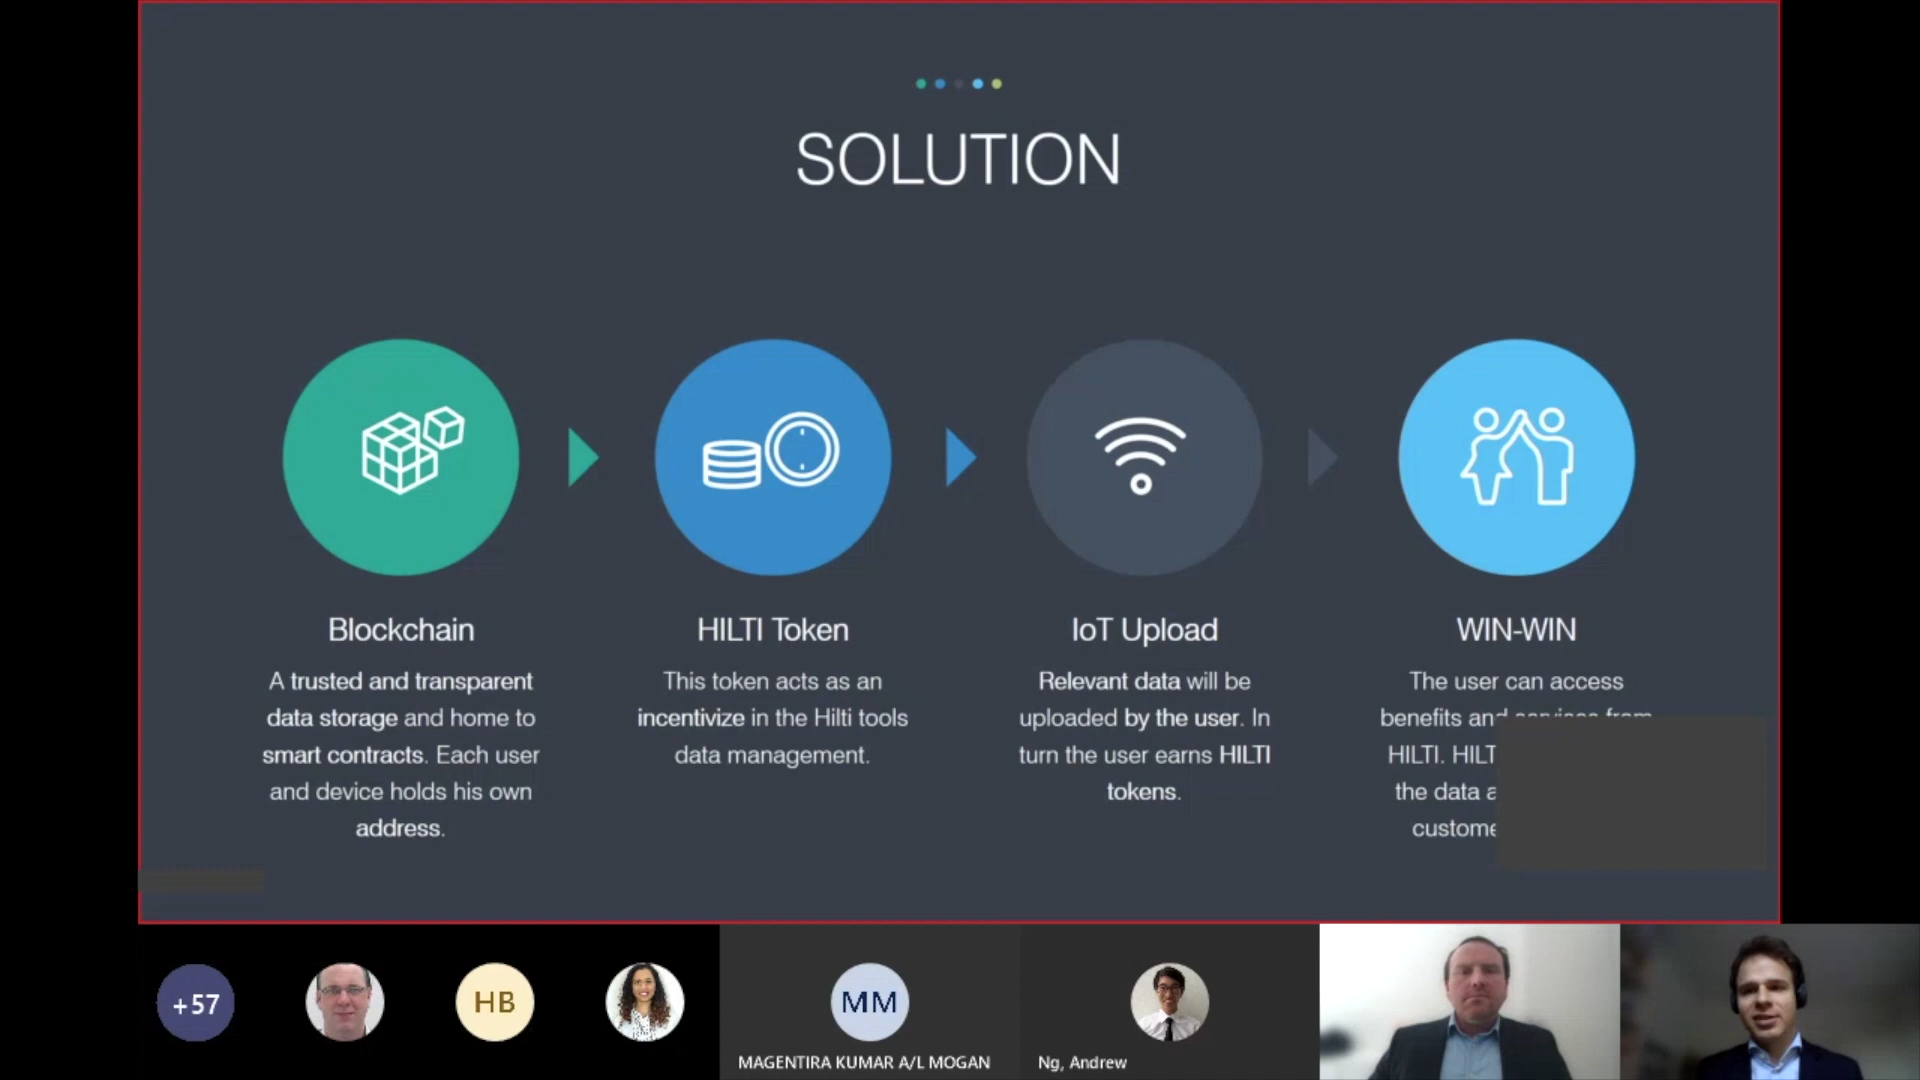 SOLUTION
Blockchain
A trusted and transparent
data storage and home to
smart contracts. Each user
and device holds his own
address.
HILTI Token
This token acts as an
incentivize in the Hilti tools
data management.
IoT Upload
Relevant data will be
uploaded by the user. In
turn the user earns HILTI
tokens.
WIN-WIN
The user can access
benefits and services from
HILTI.
the data
+57
HB
MM
MAGENTIRA KUMAR A/L MOGAN
Ng, Andrew